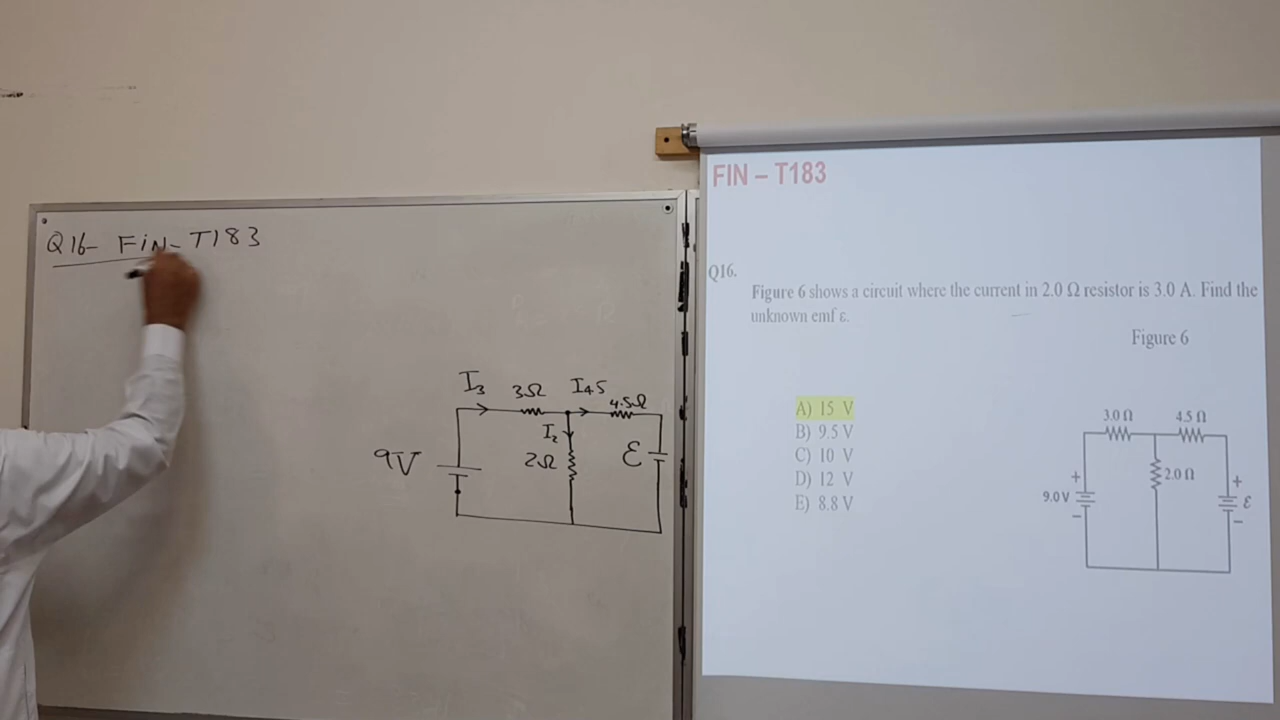 Q16- FiN- T183
I3
3Ω
I4.5
4.5Ω
I2
2Ω
9V
ε
FIN – T183
Q16.
Figure 6 shows a circuit where the current in 2.0 Ω resistor is 3.0 A. Find the
unknown emf ε.
Figure 6
A) 15 V
B) 9.5 V
C) 10 V
D) 12 V
E) 8.8 V
3.0 Ω
4.5 Ω
2.0 Ω
+
9.0 V
−
+
ε
−